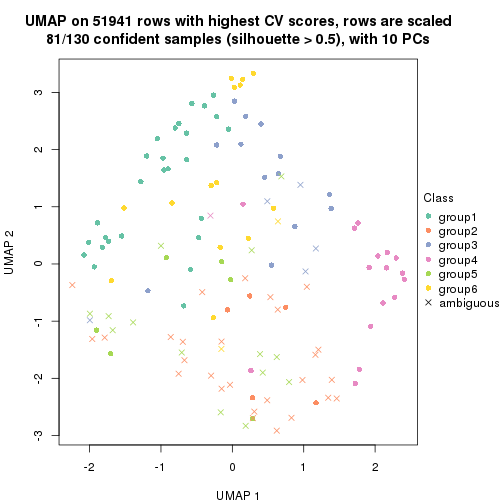 UMAP on 51941 rows with highest CV scores, rows are scaled
81/130 confident samples (silhouette > 0.5), with 10 PCs
3
2
1
0
-1
-2
-3
UMAP 2
-2
-1
0
1
2
UMAP 1
Class
group1
group2
group3
group4
group5
group6
ambiguous